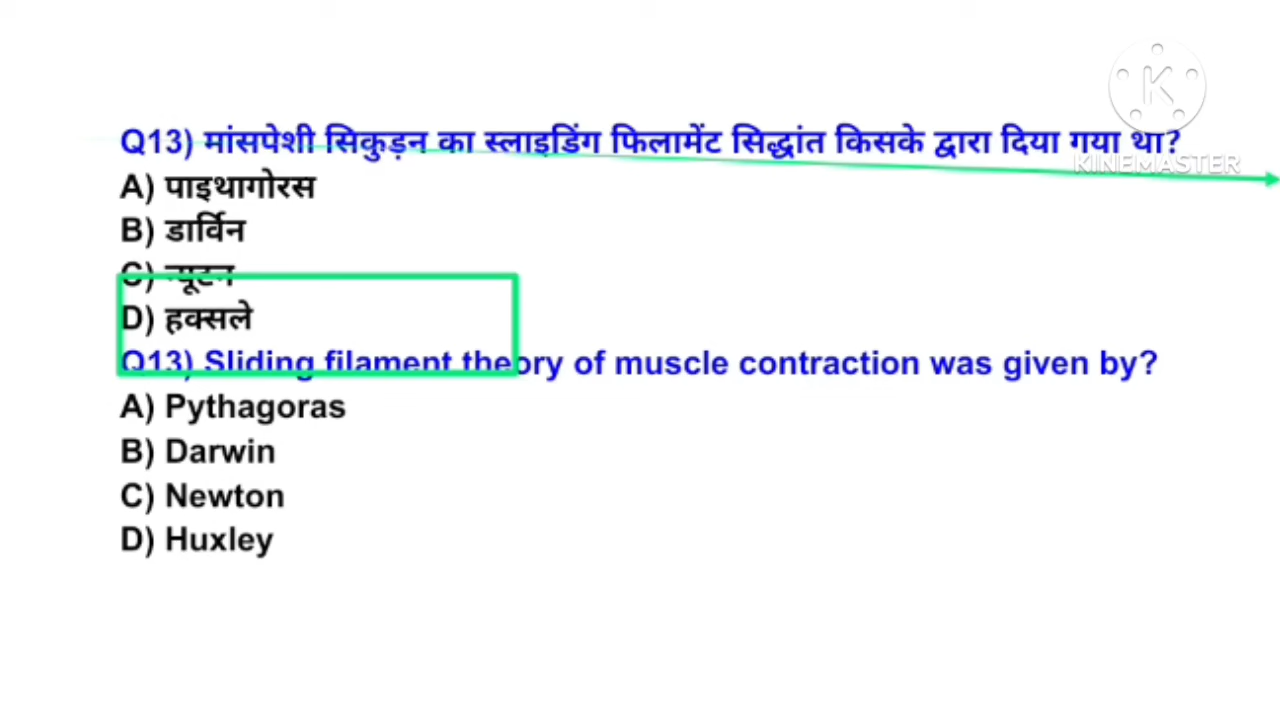 Q13) मांसपेशी सिकुड़न का स्लाइडिंग फिलामेंट सिद्धांत किसके द्वारा दिया गया था?
KINEMASTER
A) पाइथागोरस
B) डार्विन
C) न्यूटन
D) हक्सले
Q13) Sliding filament theory of muscle contraction was given by?
A) Pythagoras
B) Darwin
C) Newton
D) Huxley